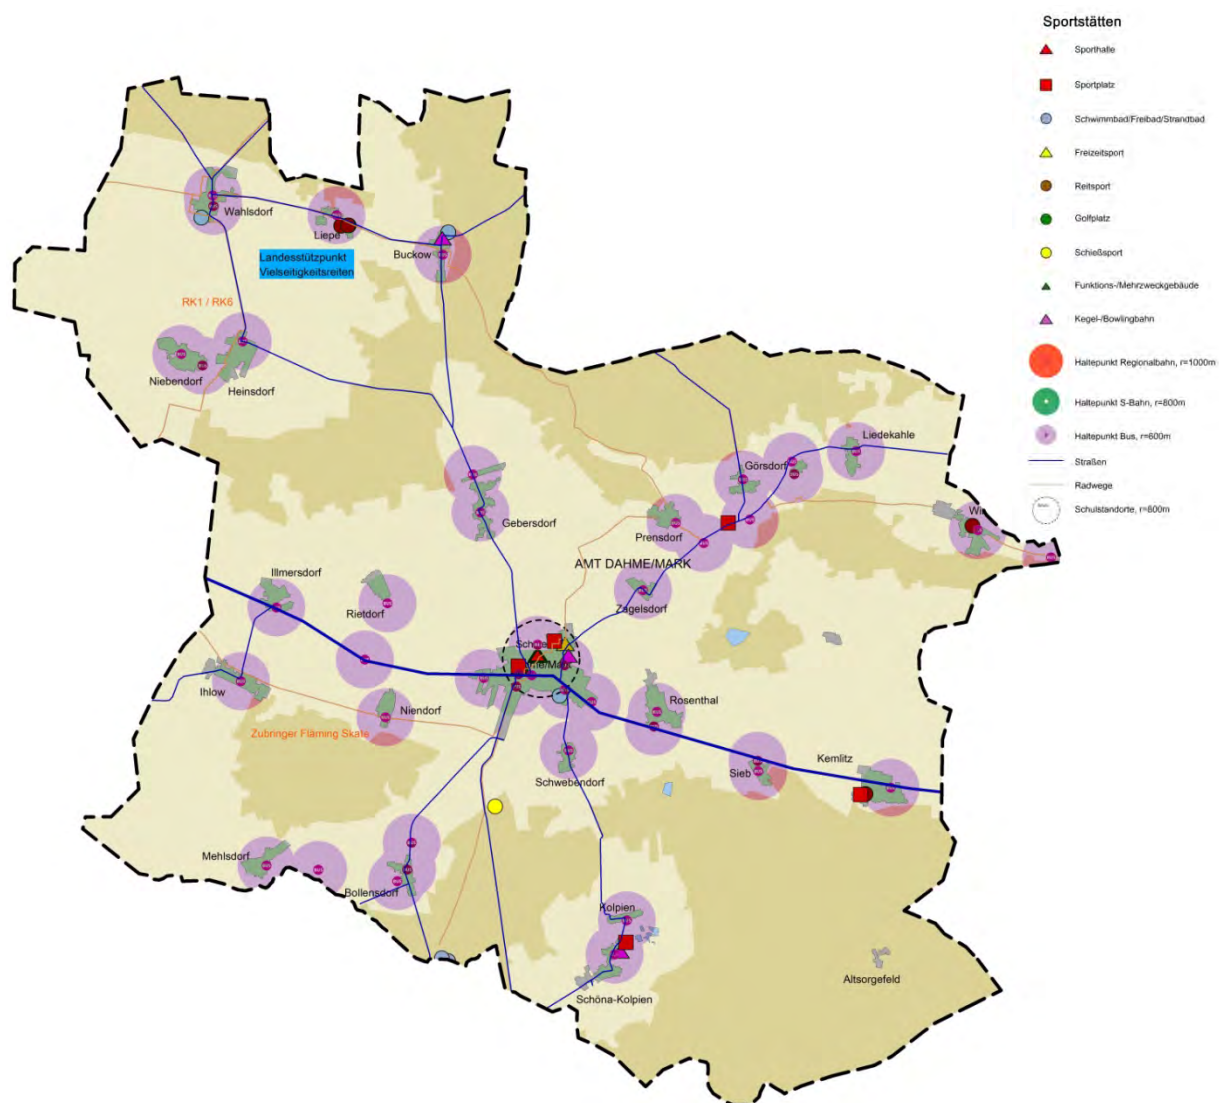 Sportstätten
Sporthalle
Sportplatz
Schwimmbad/Freibad/Strandbad
Freizeitsport
Reitsport
Golfplatz
Schießsport
Funktions-/Mehrzweckgebäude
Kegel-/Bowlingbahn
Haltepunkt Regionalbahn, r=1000m
Haltepunkt S-Bahn, r=800m
Haltepunkt Bus, r=600m
Straßen
Radwege
Schulstandorte, r=800m
Wahlsdorf
Liepe
Buckow
Landesstützpunkt
Vielseitigkeitsreiten
RK1 / RK6
Niebendorf
Heinsdorf
Liedekahle
Görsdorf
Gebersdorf
Prensdorf
Wi
AMT DAHME/MARK
Illmersdorf
Rietdorf
Zagelsdorf
Ihlow
Niendorf
Rosenthal
Zubringer Fläming Skate
Kemlitz
Sieb
Schwebendorf
Mehlsdorf
Bollensdorf
Kolpien
Altsorgefeld
Schöna-Kolpien